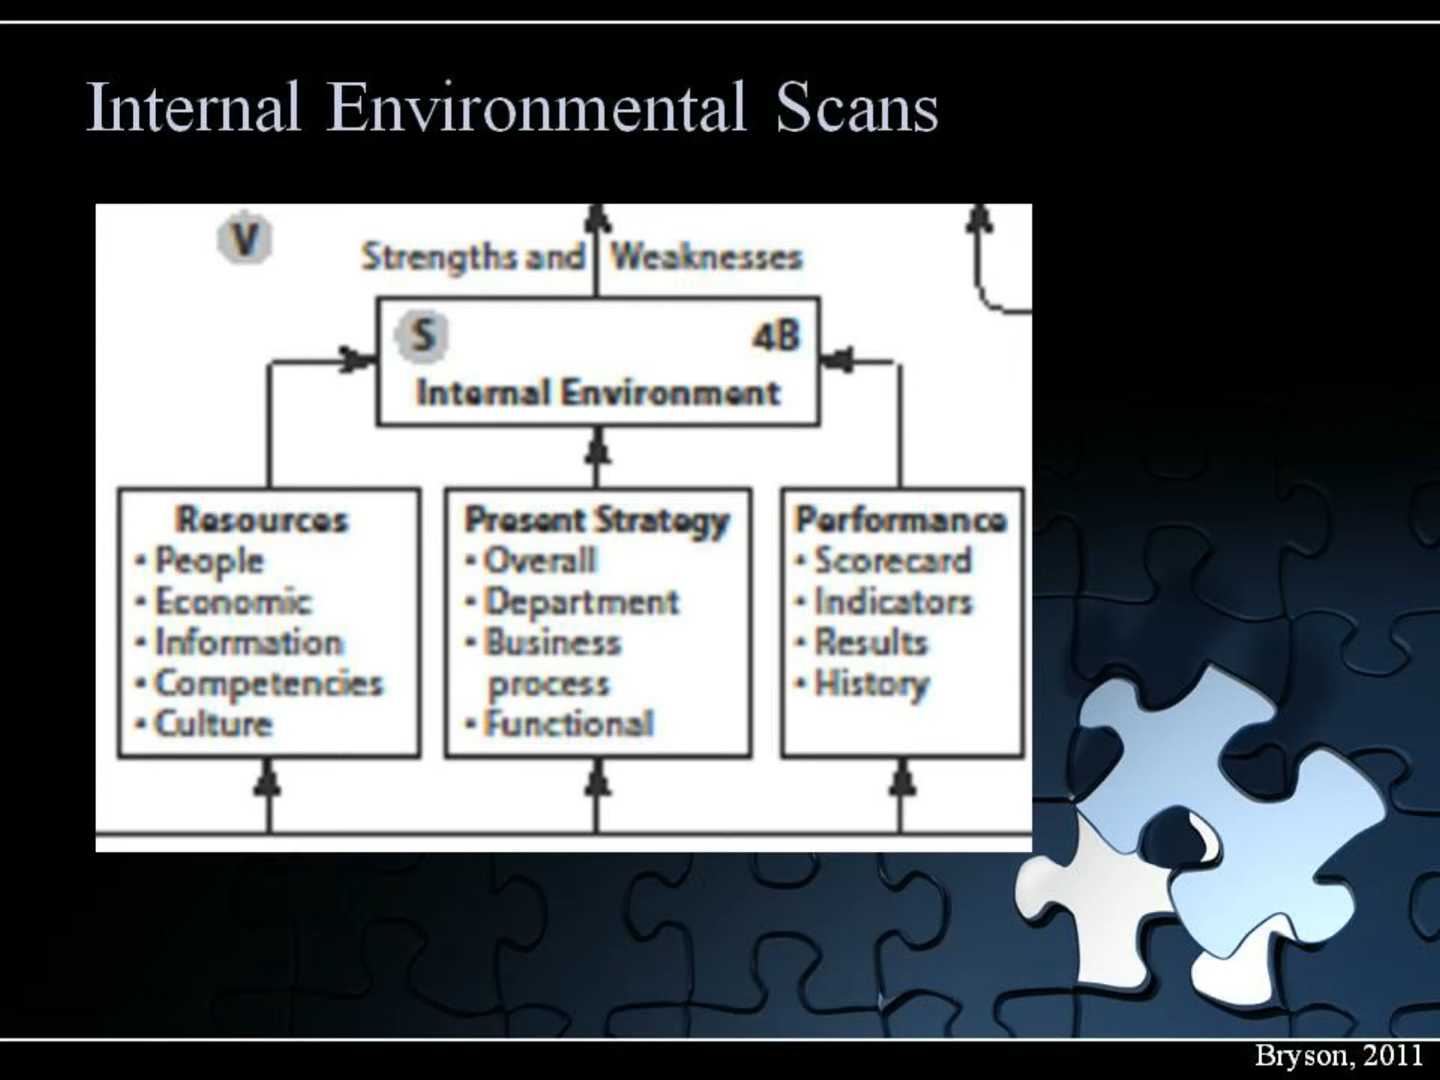 Internal Environmental Scans
V
Strengths and Weaknesses
S 4B
Internal Environment
Resources
• People
• Economic
• Information
• Competencies
• Culture
Present Strategy
• Overall
• Department
• Business
process
• Functional
Performance
• Scorecard
• Indicators
• Results
• History
Bryson, 2011